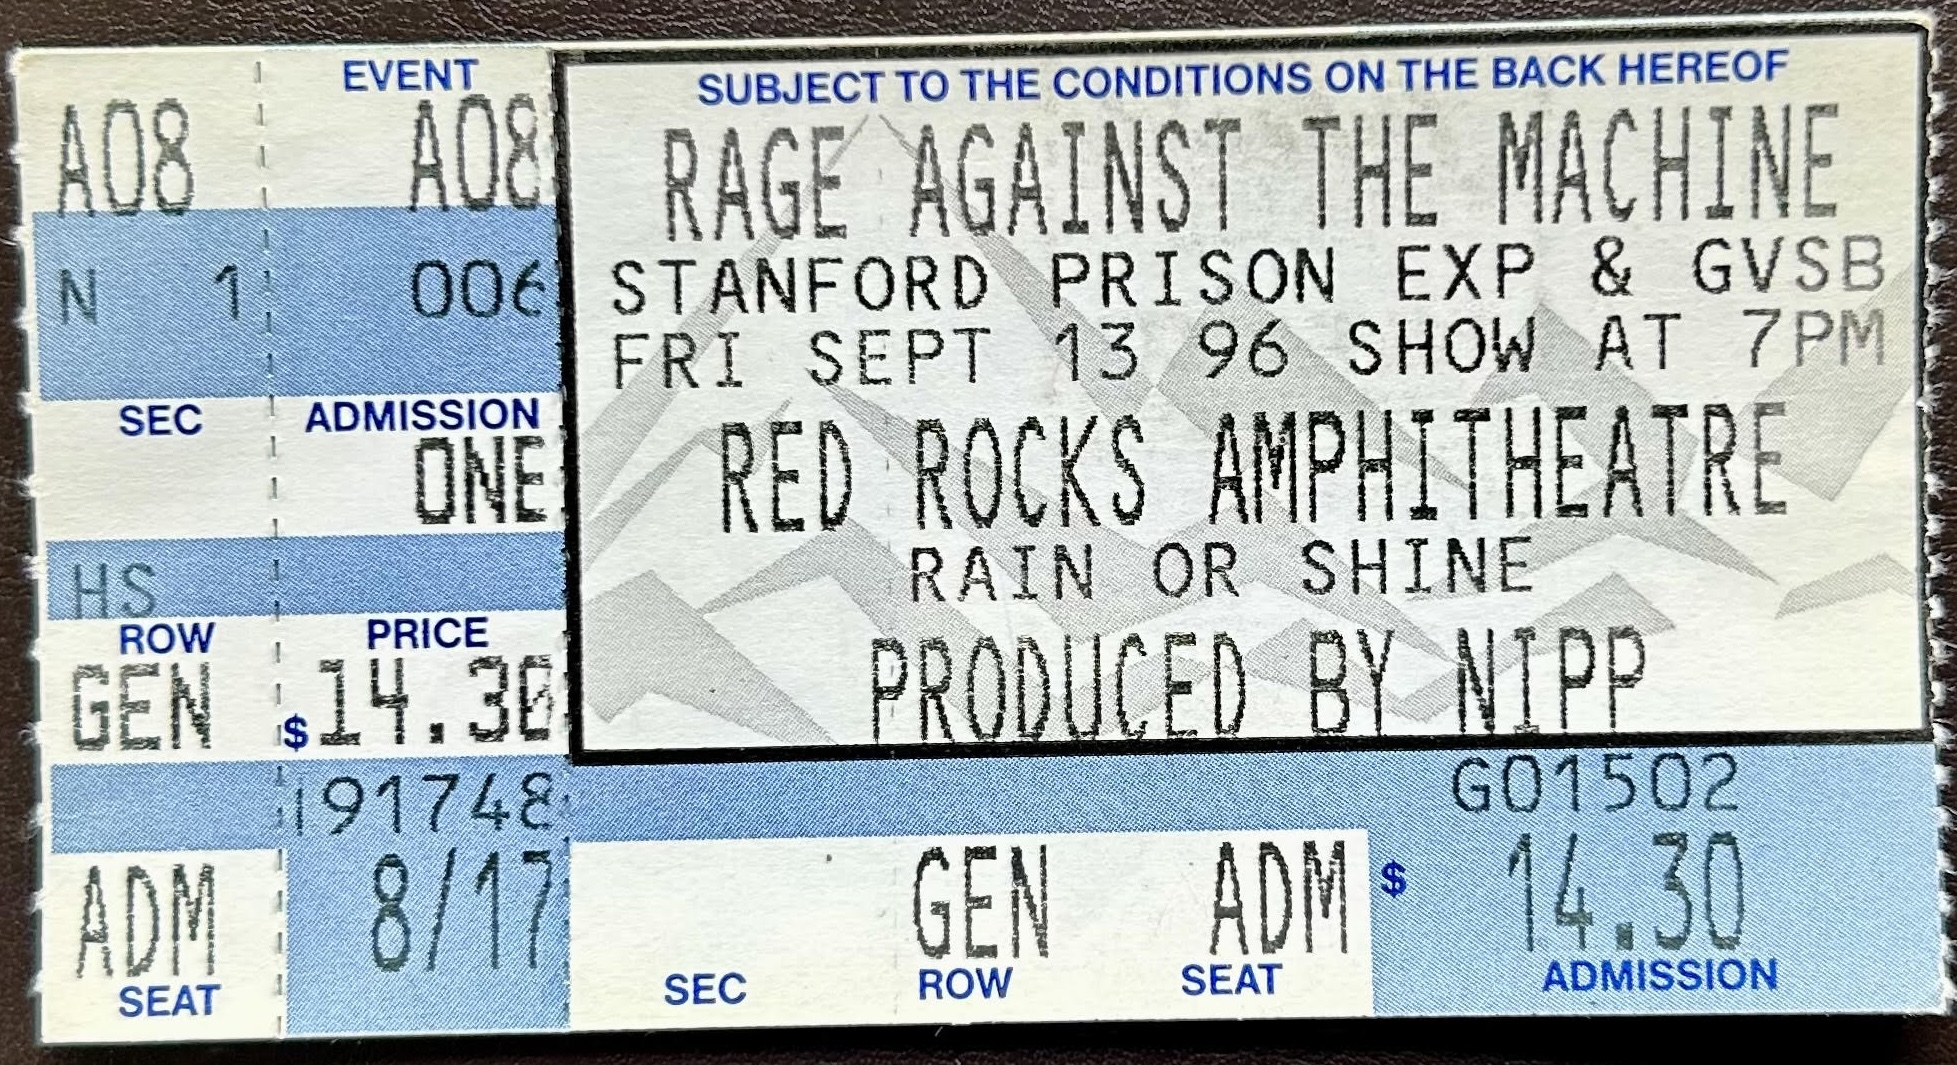 EVENT
A08 A08
N 1 006
SEC ADMISSION
ONE
HS
ROW PRICE
GEN $14.30
191748
ADM 8/17
SEAT
SUBJECT TO THE CONDITIONS ON THE BACK HEREOF
RAGE AGAINST THE MACHINE
STANFORD PRISON EXP & GVSB
FRI SEPT 13 96 SHOW AT 7PM
RED ROCKS AMPHITHEATRE
RAIN OR SHINE
PRODUCED BY NIPP
G01502
GEN ADM $ 14.30
SEC ROW SEAT ADMISSION